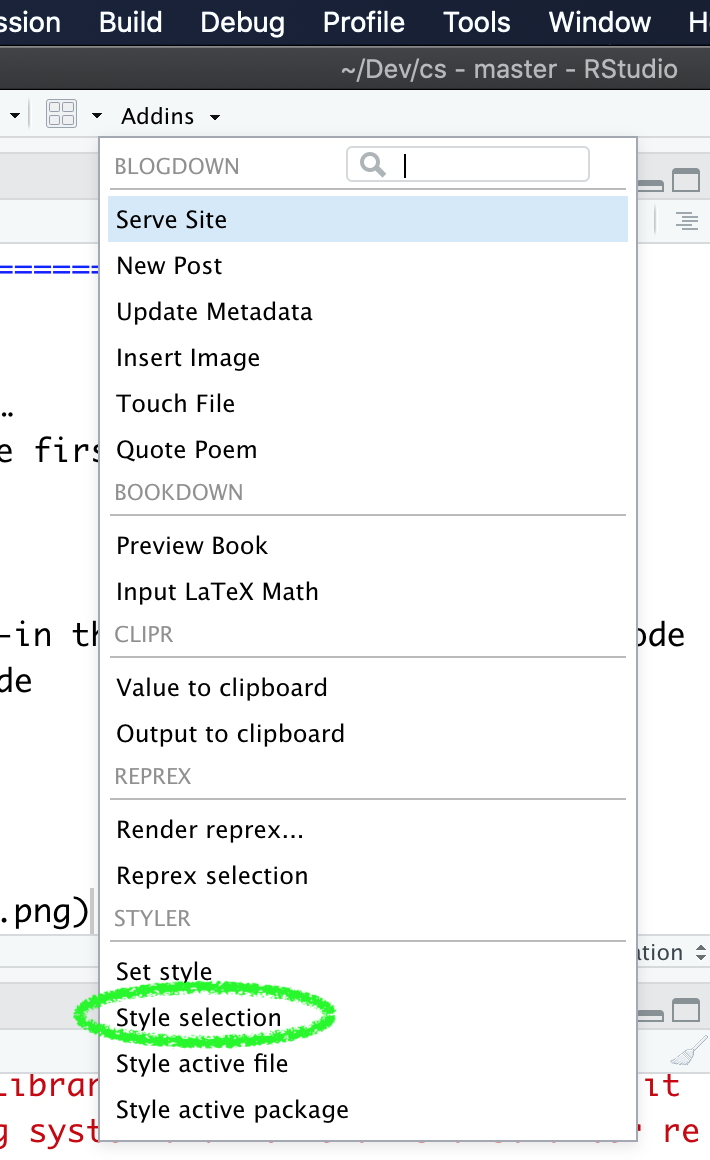 ssion Build Debug Profile Tools Window H
~/Dev/cs - master - RStudio
Addins
BLOGDOWN
Serve Site
New Post
=======
Update Metadata
Insert Image
Touch File
…
e firs
Quote Poem
BOOKDOWN
Preview Book
Input LaTeX Math
-in th ode
CLIPR
de
Value to clipboard
Output to clipboard
REPREX
Render reprex...
Reprex selection
.png)
STYLER
ation
Set style
Style selection
Style active file
Librar it
Style active package
g syst re